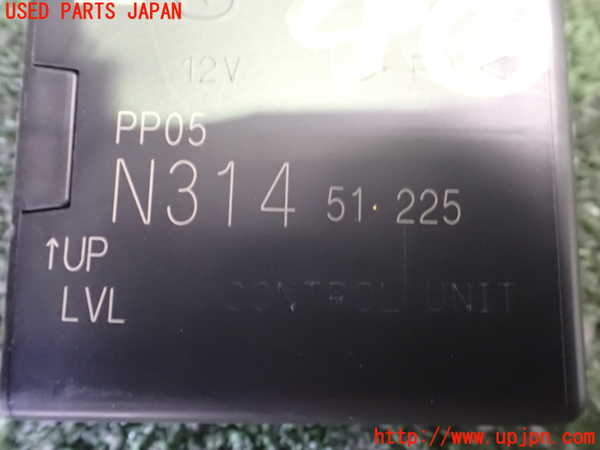 USED PARTS JAPAN
12V
PP05
N314 51 225
↑UP
LVL CONTROL UNIT
※ http://www.upjpn.com/